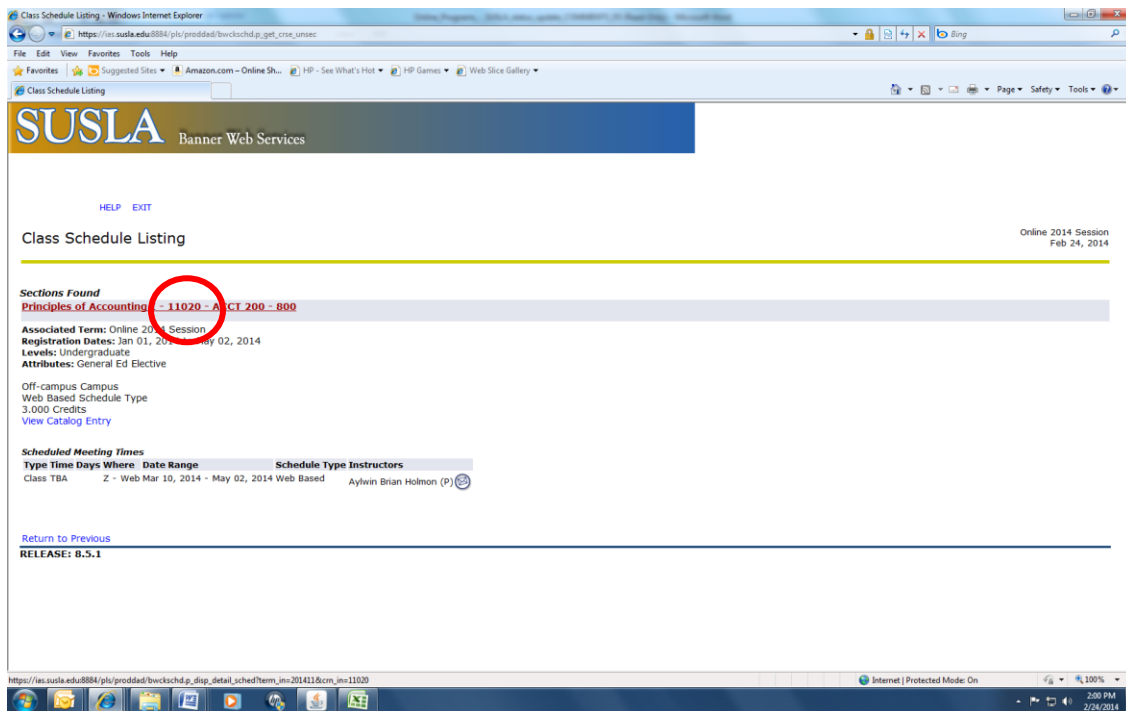 Class Schedule Listing - Windows Internet Explorer
https://ias.susla.edu:8884/pls/proddad/bwckschd.p_get_crse_unsec
Bing
File Edit View Favorites Tools Help
Favorites Suggested Sites Amazon.com – Online Sh... HP - See What's Hot HP Games Web Slice Gallery
Class Schedule Listing
Page Safety Tools
SUSLA Banner Web Services
HELP EXIT
Class Schedule Listing
Online 2014 Session
Feb 24, 2014
Sections Found
Principles of Accounting - 11020 - ACCT 200 - 800
Associated Term: Online 2014 Session
Registration Dates: Jan 01, 2014 May 02, 2014
Levels: Undergraduate
Attributes: General Ed Elective
Off-campus Campus
Web Based Schedule Type
3.000 Credits
View Catalog Entry
Scheduled Meeting Times
Type Time Days Where Date Range Schedule Type Instructors
Class TBA Z - Web Mar 10, 2014 - May 02, 2014 Web Based Aylwin Brian Holmon (P)
Return to Previous
RELEASE: 8.5.1
https://ias.susla.edu:8884/pls/proddad/bwckschd.p_disp_detail_sched?term_in=201411&crn_in=11020
Internet | Protected Mode: On
100%
2:00 PM
2/24/2014